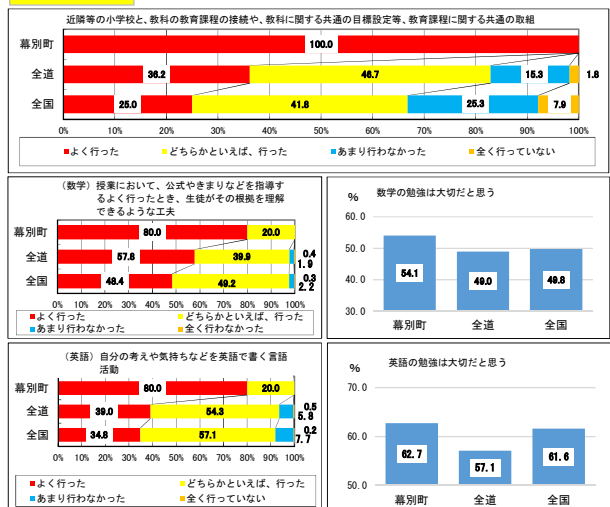 近隣等の小学校と、教科の教育課程の接続や、教科に関する共通の目標設定等、教育課程に関する共通の取組
幕別町 100.0
全道 36.2 46.7 15.3 1.8
全国 25.0 41.8 25.3 7.9
0% 10% 20% 30% 40% 50% 60% 70% 80% 90% 100%
■よく行った どちらかといえば、行った ■あまり行わなかった ■全く行っていない
（数学）授業において、公式やきまりなどを指導す
るよく行ったとき、生徒がその根拠を理解
できるような工夫
幕別町 80.0 20.0
全道 57.8 39.9 0.4
1.9
全国 48.4 49.2 0.3
2.2
0% 10% 20% 30% 40% 50% 60% 70% 80% 90% 100%
■よく行った ■どちらかといえば、行った
■あまり行わなかった ■全く行わなかった
% 数学の勉強は大切だと思う
60.0
50.0
40.0
30.0
54.1 49.0 49.8
幕別町 全道 全国
（英語）自分の考えや気持ちなどを英語で書く言語
活動
幕別町 80.0 20.0
全道 39.0 54.3 0.5
5.8
全国 34.8 57.1 0.2
7.7
0% 10% 20% 30% 40% 50% 60% 70% 80% 90% 100%
■よく行った ■どちらかといえば、行った
■あまり行わなかった ■全く行っていない
% 英語の勉強は大切だと思う
70.0
60.0
50.0
62.7 57.1 61.6
幕別町 全道 全国